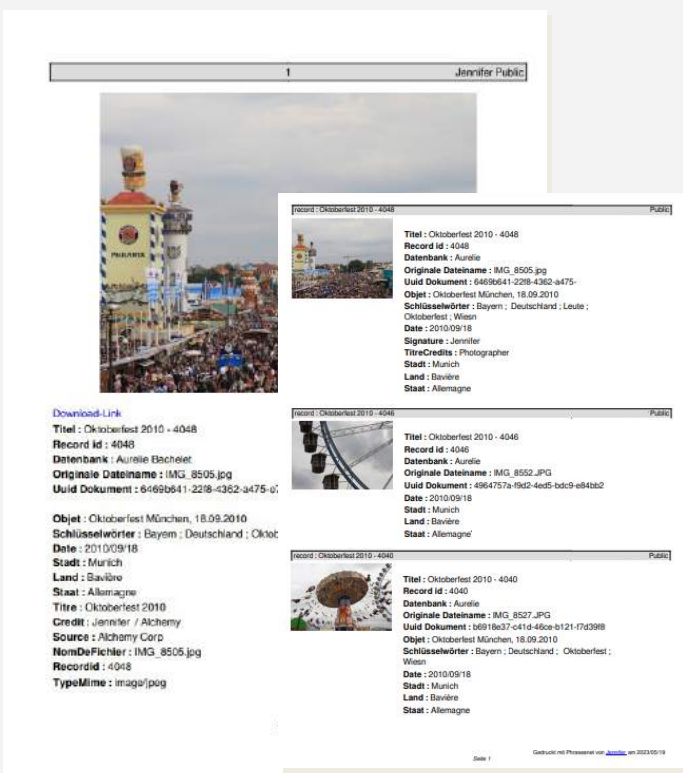 1 Jennifer Public
PAULANER
Download-Link
Titel : Oktoberfest 2010 - 4048
Record id : 4048
Datenbank : Aurelie Bachelet
Originale Dateiname : IMG_8505.jpg
Uuid Dokument : 6469b641-22f8-4362-a475-
Objet : Oktoberfest München, 18.09.2010
Schlüsselwörter : Bayern ; Deutschland ;
Date : 2010/09/18
Stadt : Munich
Land : Bavière
Staat : Allemagne
Titre : Oktoberfest 2010
Credit : Jennifer / Alchemy
Source : Alchemy Corp
NomDeFichier : IMG_8505.jpg
RecordId : 4048
TypeMime : image/jpeg
record : Oktoberfest 2010 - 4048 Public
Titel : Oktoberfest 2010 - 4048
Record id : 4048
Datenbank : Aurelie
Originale Dateiname : IMG_8505.jpg
Uuid Dokument : 6469b641-22f8-4362-a475-
Objet : Oktoberfest München, 18.09.2010
Schlüsselwörter : Bayern ; Deutschland ; Leute ;
Oktoberfest ; Wiesn
Date : 2010/09/18
Signature : Jennifer
TitreCredits : Photographer
Stadt : Munich
Land : Bavière
Staat : Allemagne
record : Oktoberfest 2010 - 4046 Public
Titel : Oktoberfest 2010 - 4046
Record id : 4046
Datenbank : Aurelie
Originale Dateiname : IMG_8552.JPG
Uuid Dokument : 4964757a-f9d2-4ed5-bdc9-e84bb2
Date : 2010/09/18
Stadt : Munich
Land : Bavière
Staat : Allemagne'
record : Oktoberfest 2010 - 4040 Public
Titel : Oktoberfest 2010 - 4040
Record id : 4040
Datenbank : Aurelie
Originale Dateiname : IMG_8527.JPG
Uuid Dokument : b6918e37-c41d-46ce-b121-f7d39f8
Objet : Oktoberfest München, 18.09.2010
Schlüsselwörter : Bayern ; Deutschland ; Oktoberfest ;
Wiesn
Date : 2010/09/18
Stadt : Munich
Land : Bavière
Staat : Allemagne
Gedruckt mit Phraseanet von Jennifer am 2023/05/19
Seite 1